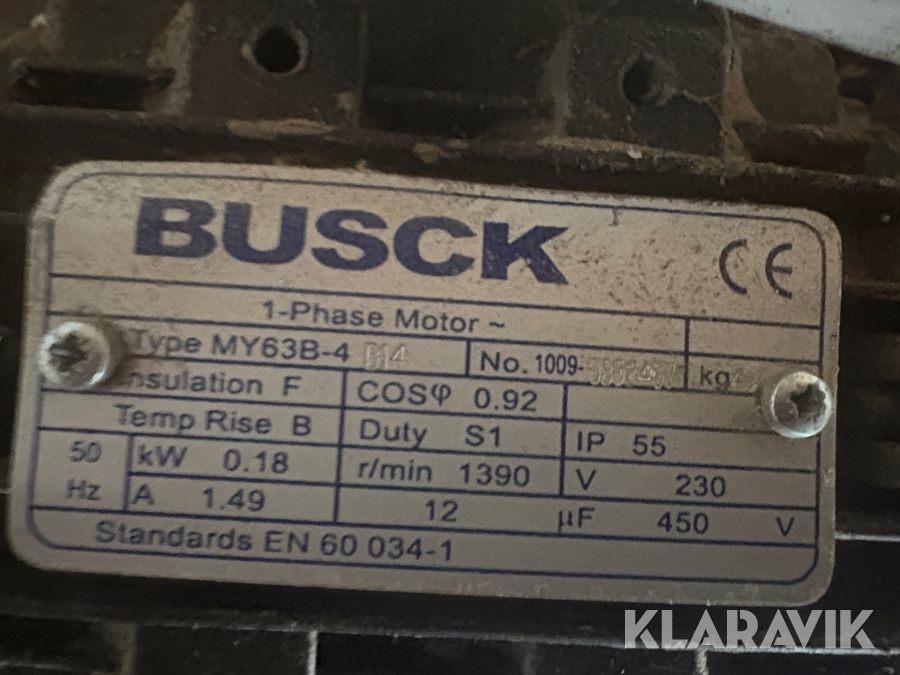 BUSCK
CE
1-Phase Motor ~
Type MY63B-4 B14 No. 1009- kg
Insulation F COSφ 0.92
Temp Rise B Duty S1 IP 55
50 Hz kW 0.18 r/min 1390 V 230
A 1.49 12 µF 450 V
Standards EN 60 034-1
KLARAVIK